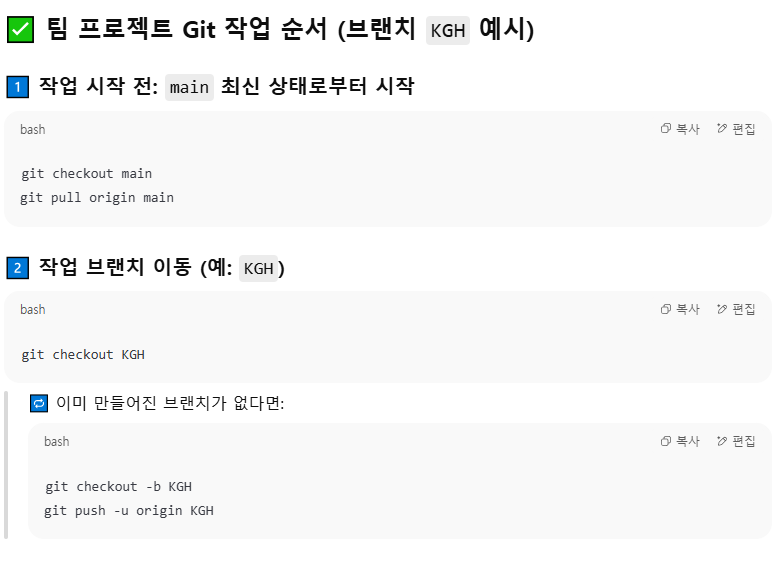 ✅ 팀 프로젝트 Git 작업 순서 (브랜치 KGH 예시)
1 작업 시작 전: main 최신 상태로부터 시작
bash 복사 편집
git checkout main
git pull origin main
2 작업 브랜치 이동 (예: KGH)
bash 복사 편집
git checkout KGH
🔁 이미 만들어진 브랜치가 없다면:
bash 복사 편집
git checkout -b KGH
git push -u origin KGH